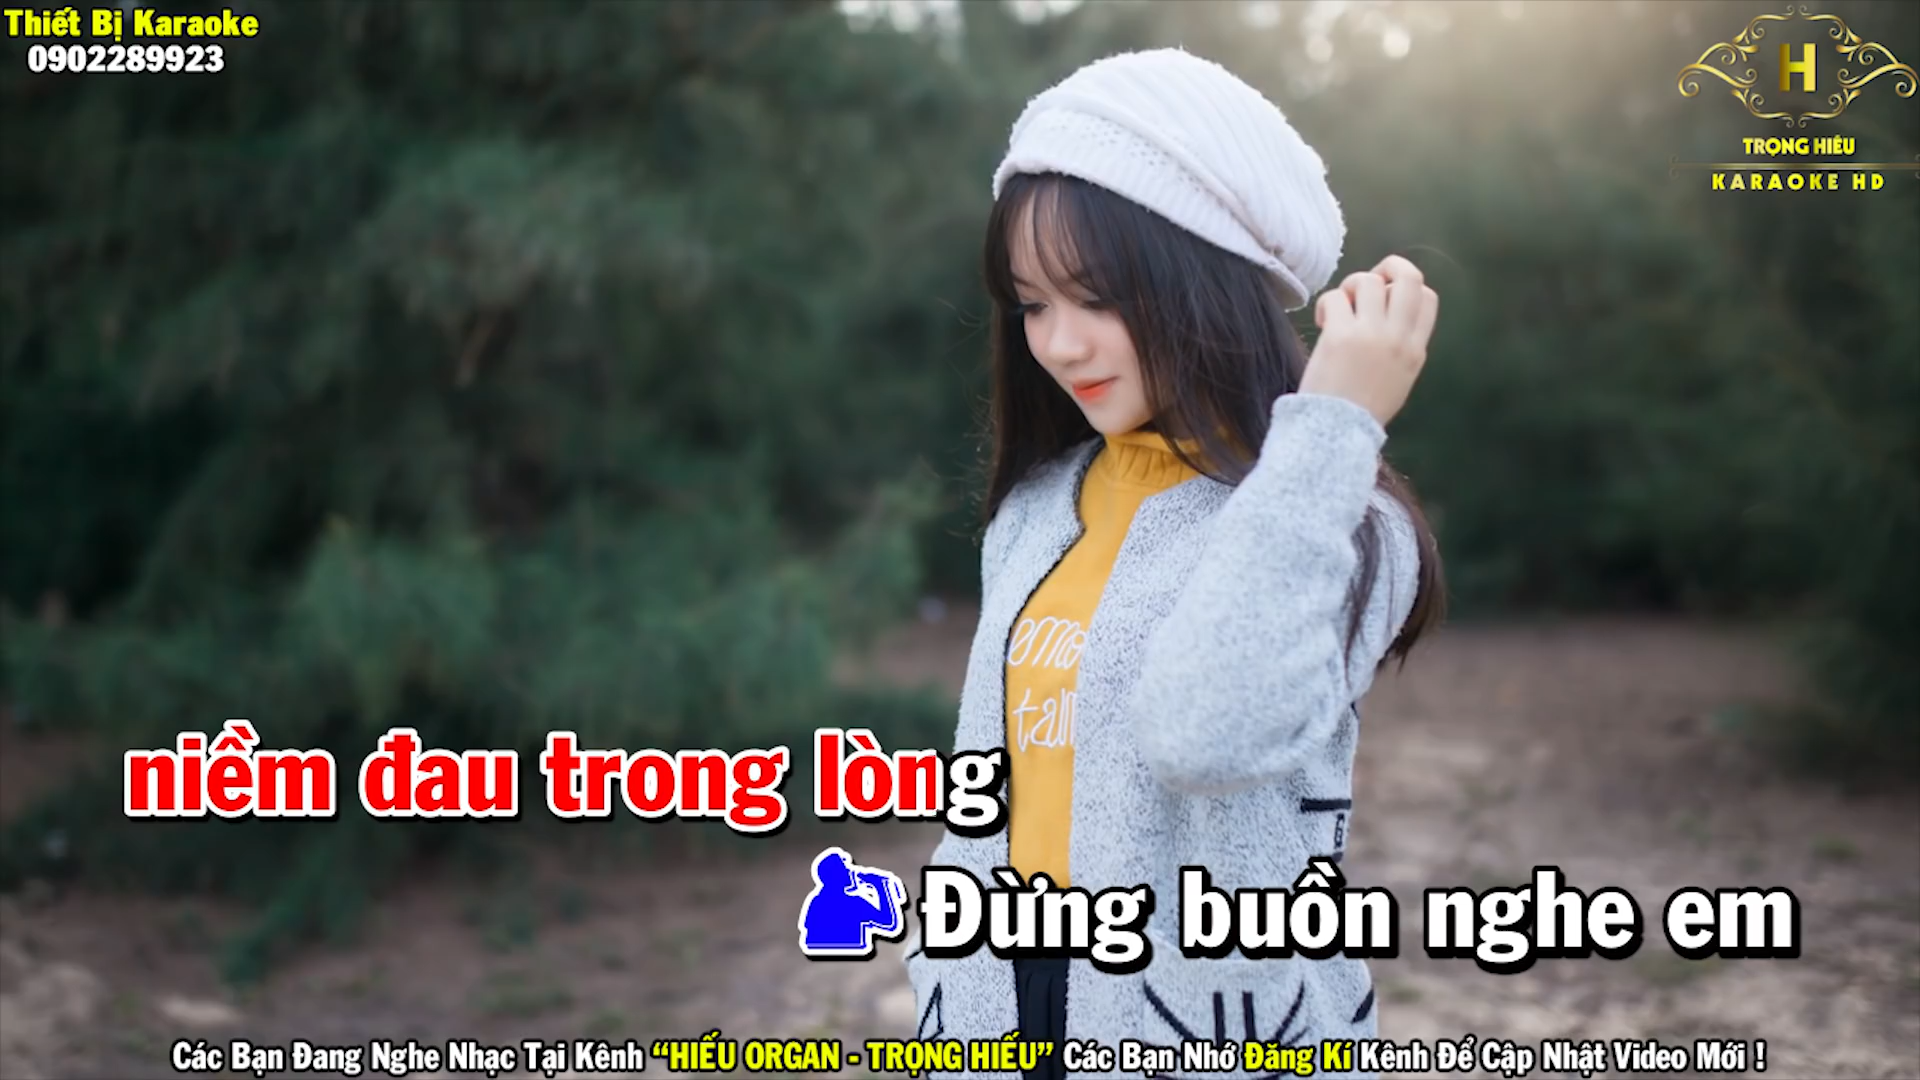 Thiết Bị Karaoke
0902289923
H
TRỌNG HIẾU
KARAOKE HD
emo
tan
niềm đau trong lòng
Đừng buồn nghe em
Các Bạn Đang Nghe Nhạc Tại Kênh “HIẾU ORGAN - TRỌNG HIẾU” Các Bạn Nhớ Đăng Kí Kênh Để Cập Nhật Video Mới !